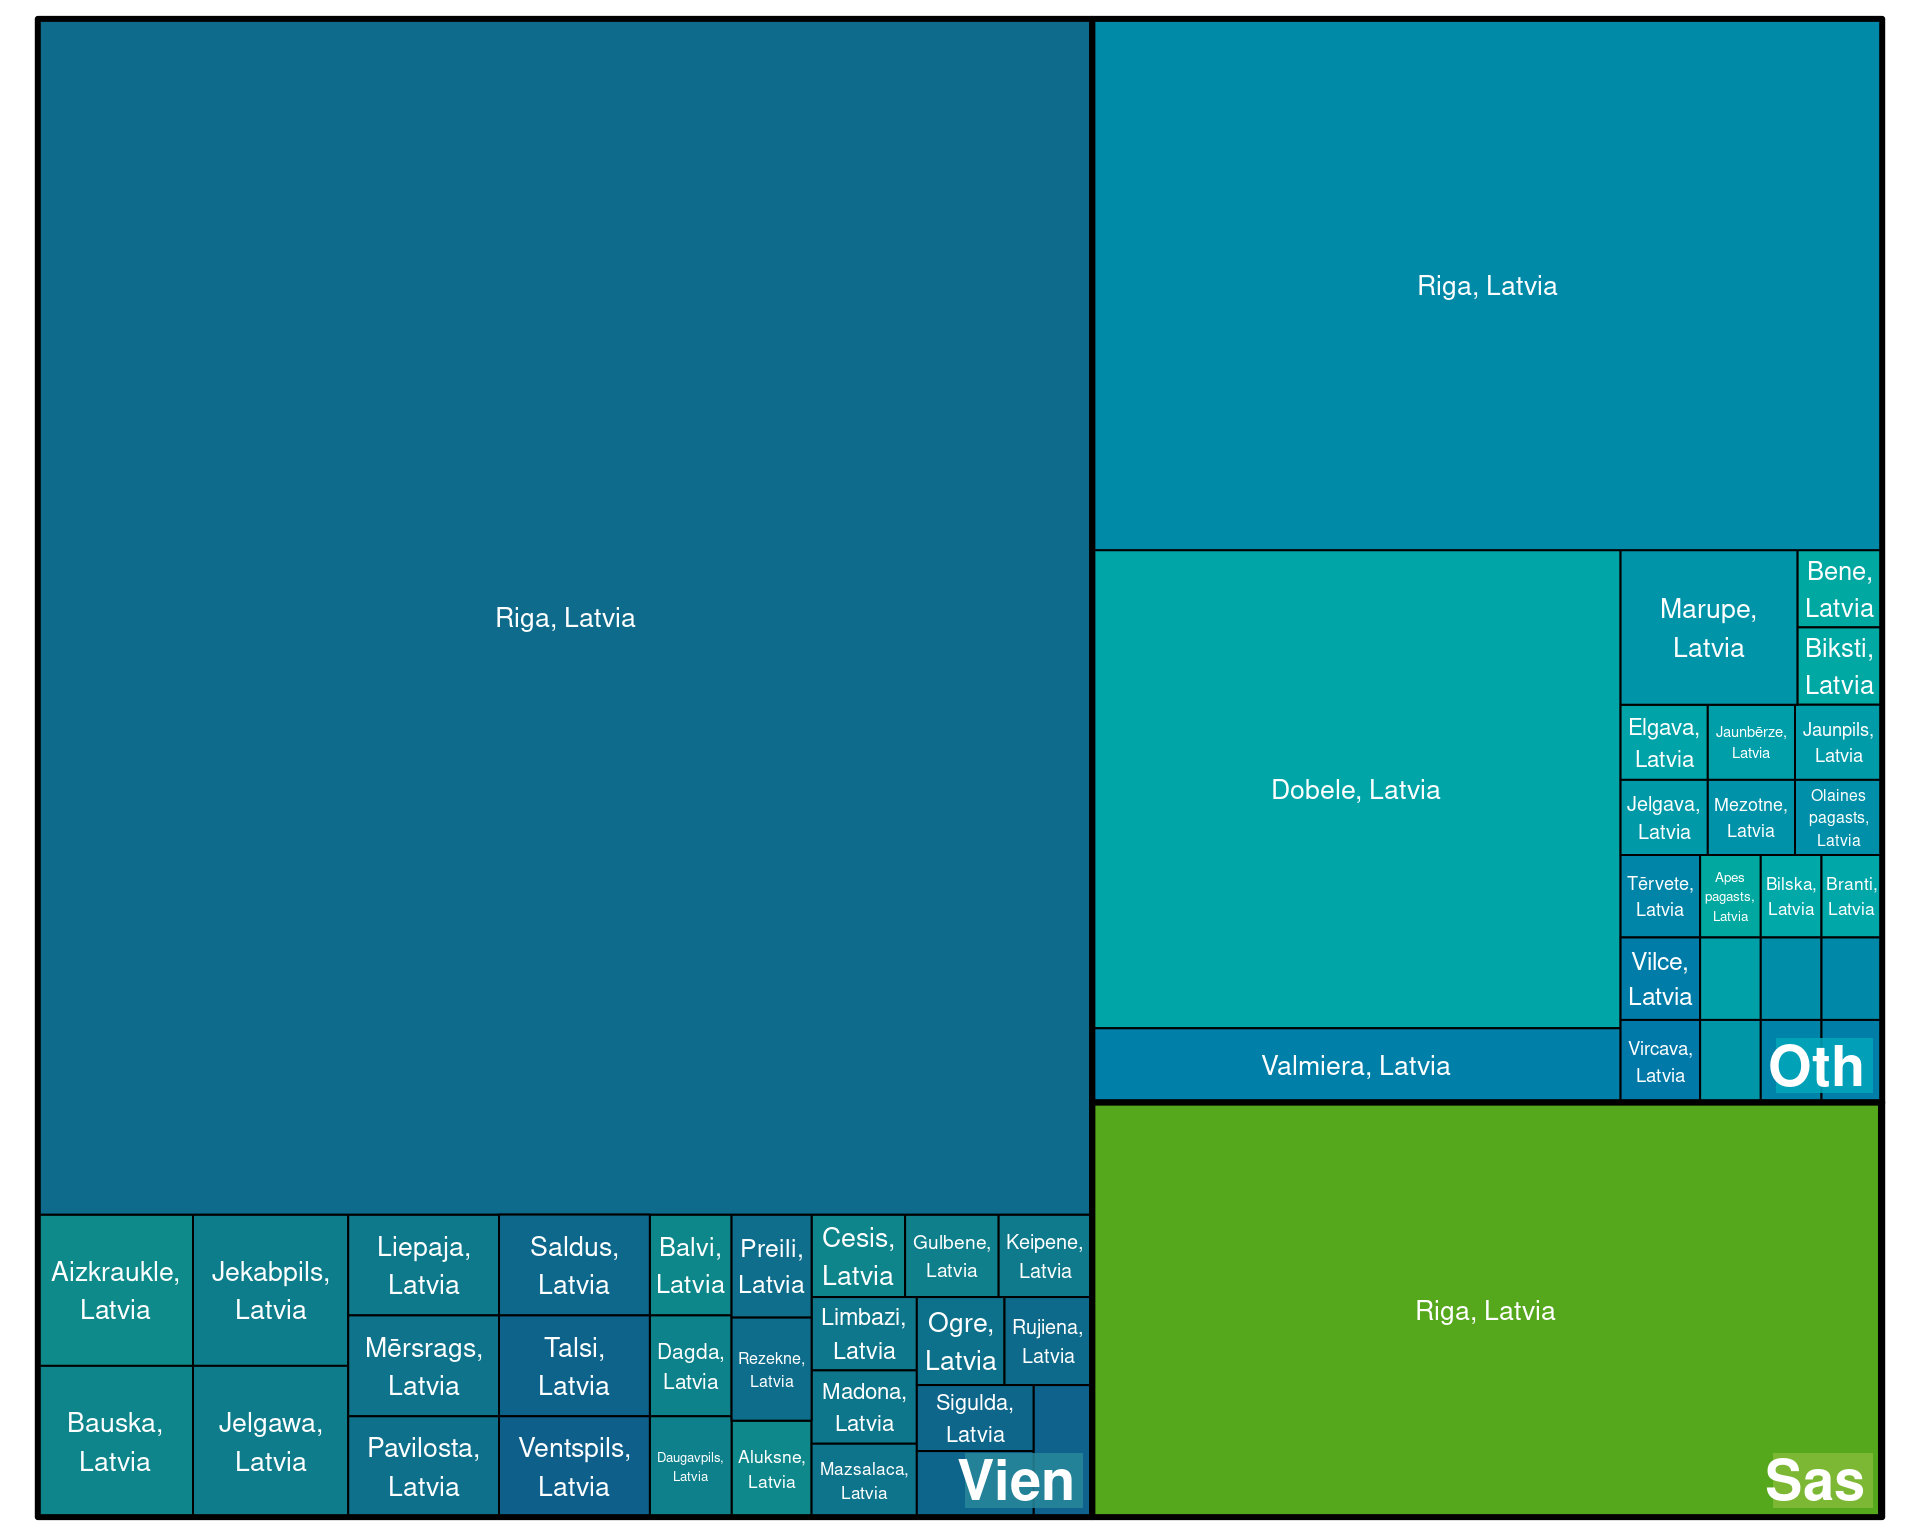 Riga, Latvia
Aizkraukle,
Latvia
Bauska,
Latvia
Jekabpils,
Latvia
Jelgawa,
Latvia
Liepaja,
Latvia
Mērsrags,
Latvia
Pavilosta,
Latvia
Saldus,
Latvia
Talsi,
Latvia
Ventspils,
Latvia
Balvi,
Latvia
Dagda,
Latvia
Daugavpils,
Latvia
Preili,
Latvia
Rezekne,
Latvia
Aluksne,
Latvia
Cesis,
Latvia
Gulbene,
Latvia
Keipene,
Latvia
Limbazi,
Latvia
Madona,
Latvia
Mazsalaca,
Latvia
Ogre,
Latvia
Rujiena,
Latvia
Sigulda,
Latvia
Vien
Riga, Latvia
Dobele, Latvia
Valmiera, Latvia
Marupe,
Latvia
Bene,
Latvia
Biksti,
Latvia
Elgava,
Latvia
Jaunbērze,
Latvia
Jaunpils,
Latvia
Jelgava,
Latvia
Mezotne,
Latvia
Olaines
pagasts,
Latvia
Tērvete,
Latvia
Apes
pagasts,
Latvia
Bilska,
Latvia
Branti,
Latvia
Vilce,
Latvia
Vircava,
Latvia
Oth
Riga, Latvia
Sas